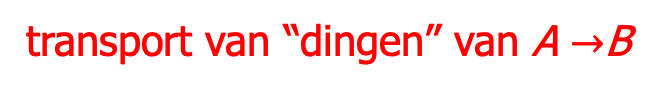 transport van “dingen” van A →B